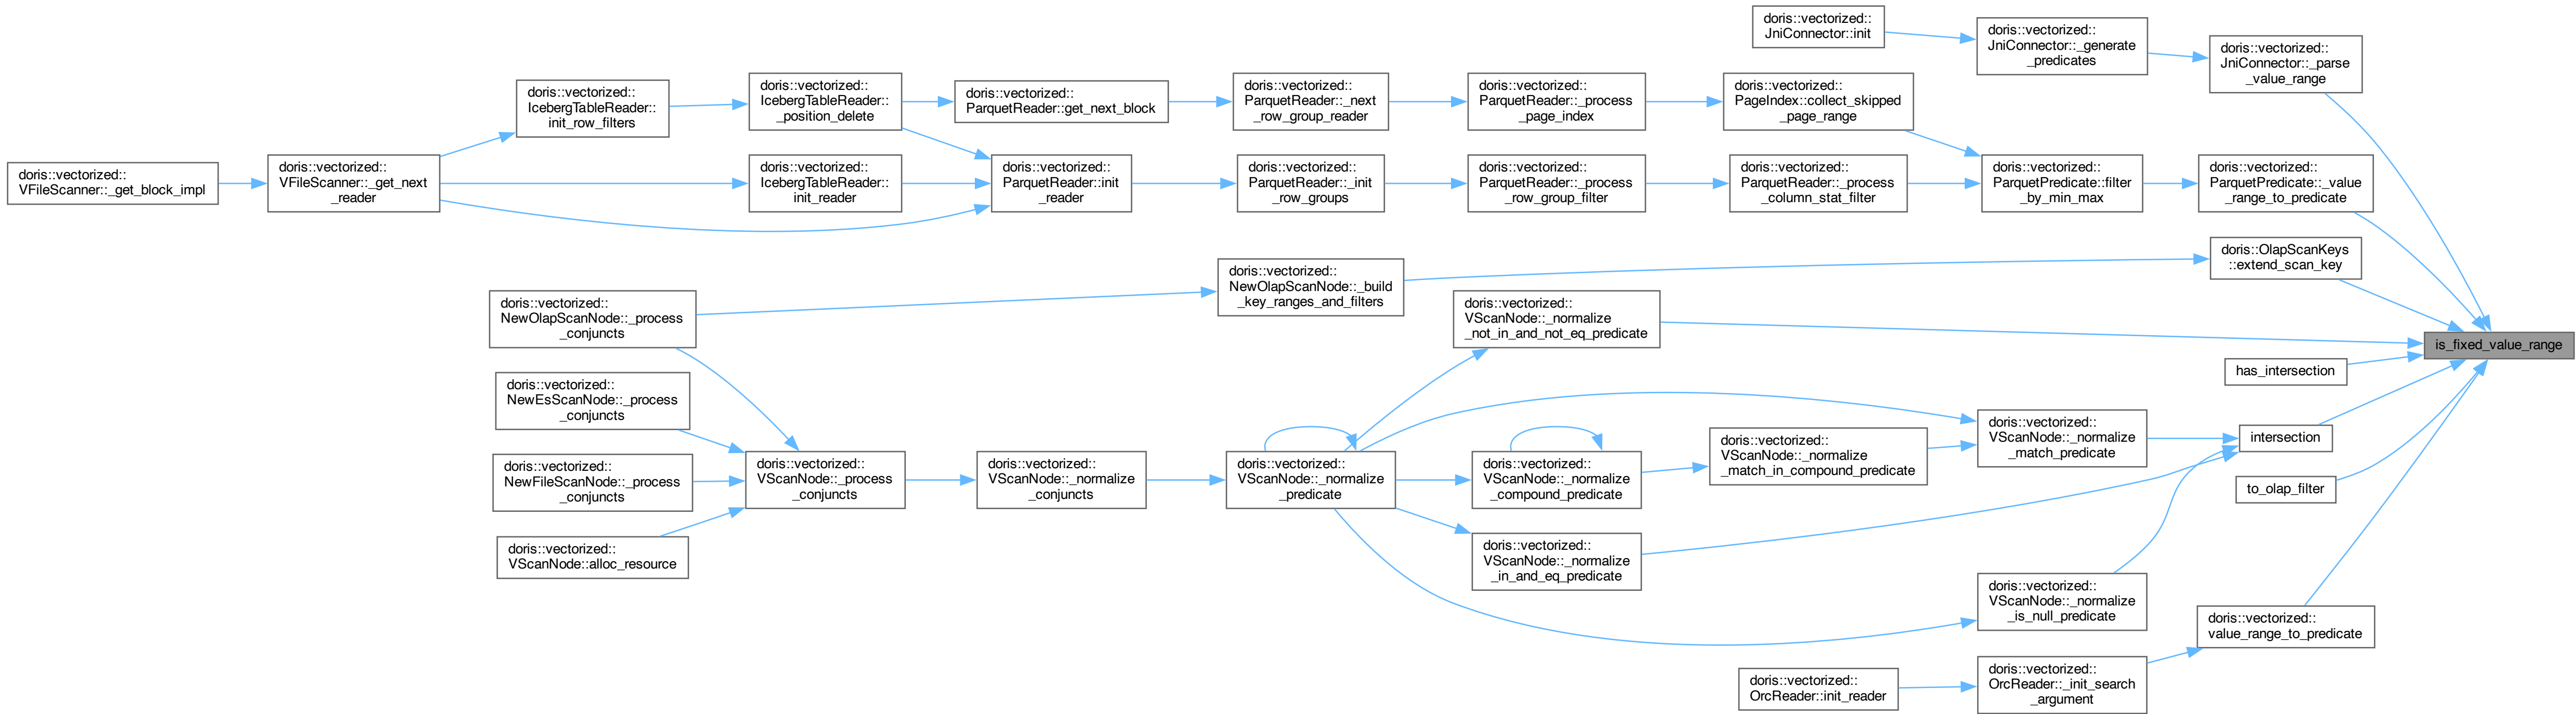 doris::vectorized::
JniConnector::init
doris::vectorized::
JniConnector::_generate
_predicates
doris::vectorized::
JniConnector::_parse
_value_range
doris::vectorized::
IcebergTableReader::
init_row_filters
doris::vectorized::
IcebergTableReader::
_position_delete
doris::vectorized::
ParquetReader::get_next_block
doris::vectorized::
ParquetReader::_next
_row_group_reader
doris::vectorized::
ParquetReader::_process
_page_index
doris::vectorized::
PageIndex::collect_skipped
_page_range
doris::vectorized::
VFileScanner::_get_block_impl
doris::vectorized::
VFileScanner::_get_next
_reader
doris::vectorized::
IcebergTableReader::
init_reader
doris::vectorized::
ParquetReader::init
_reader
doris::vectorized::
ParquetReader::_init
_row_groups
doris::vectorized::
ParquetReader::_process
_row_group_filter
doris::vectorized::
ParquetReader::_process
_column_stat_filter
doris::vectorized::
ParquetPredicate::filter
_by_min_max
doris::vectorized::
ParquetPredicate::_value
_range_to_predicate
doris::OlapScanKeys
::extend_scan_key
doris::vectorized::
NewOlapScanNode::_build
_key_ranges_and_filters
doris::vectorized::
NewOlapScanNode::_process
_conjuncts
doris::vectorized::
VScanNode::_normalize
_not_in_and_not_eq_predicate
is_fixed_value_range
has_intersection
doris::vectorized::
NewEsScanNode::_process
_conjuncts
doris::vectorized::
VScanNode::_normalize
_match_predicate
intersection
doris::vectorized::
NewFileScanNode::_process
_conjuncts
doris::vectorized::
VScanNode::_process
_conjuncts
doris::vectorized::
VScanNode::_normalize
_conjuncts
doris::vectorized::
VScanNode::_normalize
_predicate
doris::vectorized::
VScanNode::_normalize
_compound_predicate
doris::vectorized::
VScanNode::_normalize
_match_in_compound_predicate
to_olap_filter
doris::vectorized::
VScanNode::alloc_resource
doris::vectorized::
VScanNode::_normalize
_in_and_eq_predicate
doris::vectorized::
VScanNode::_normalize
_is_null_predicate
doris::vectorized::
value_range_to_predicate
doris::vectorized::
OrcReader::init_reader
doris::vectorized::
OrcReader::_init_search
_argument